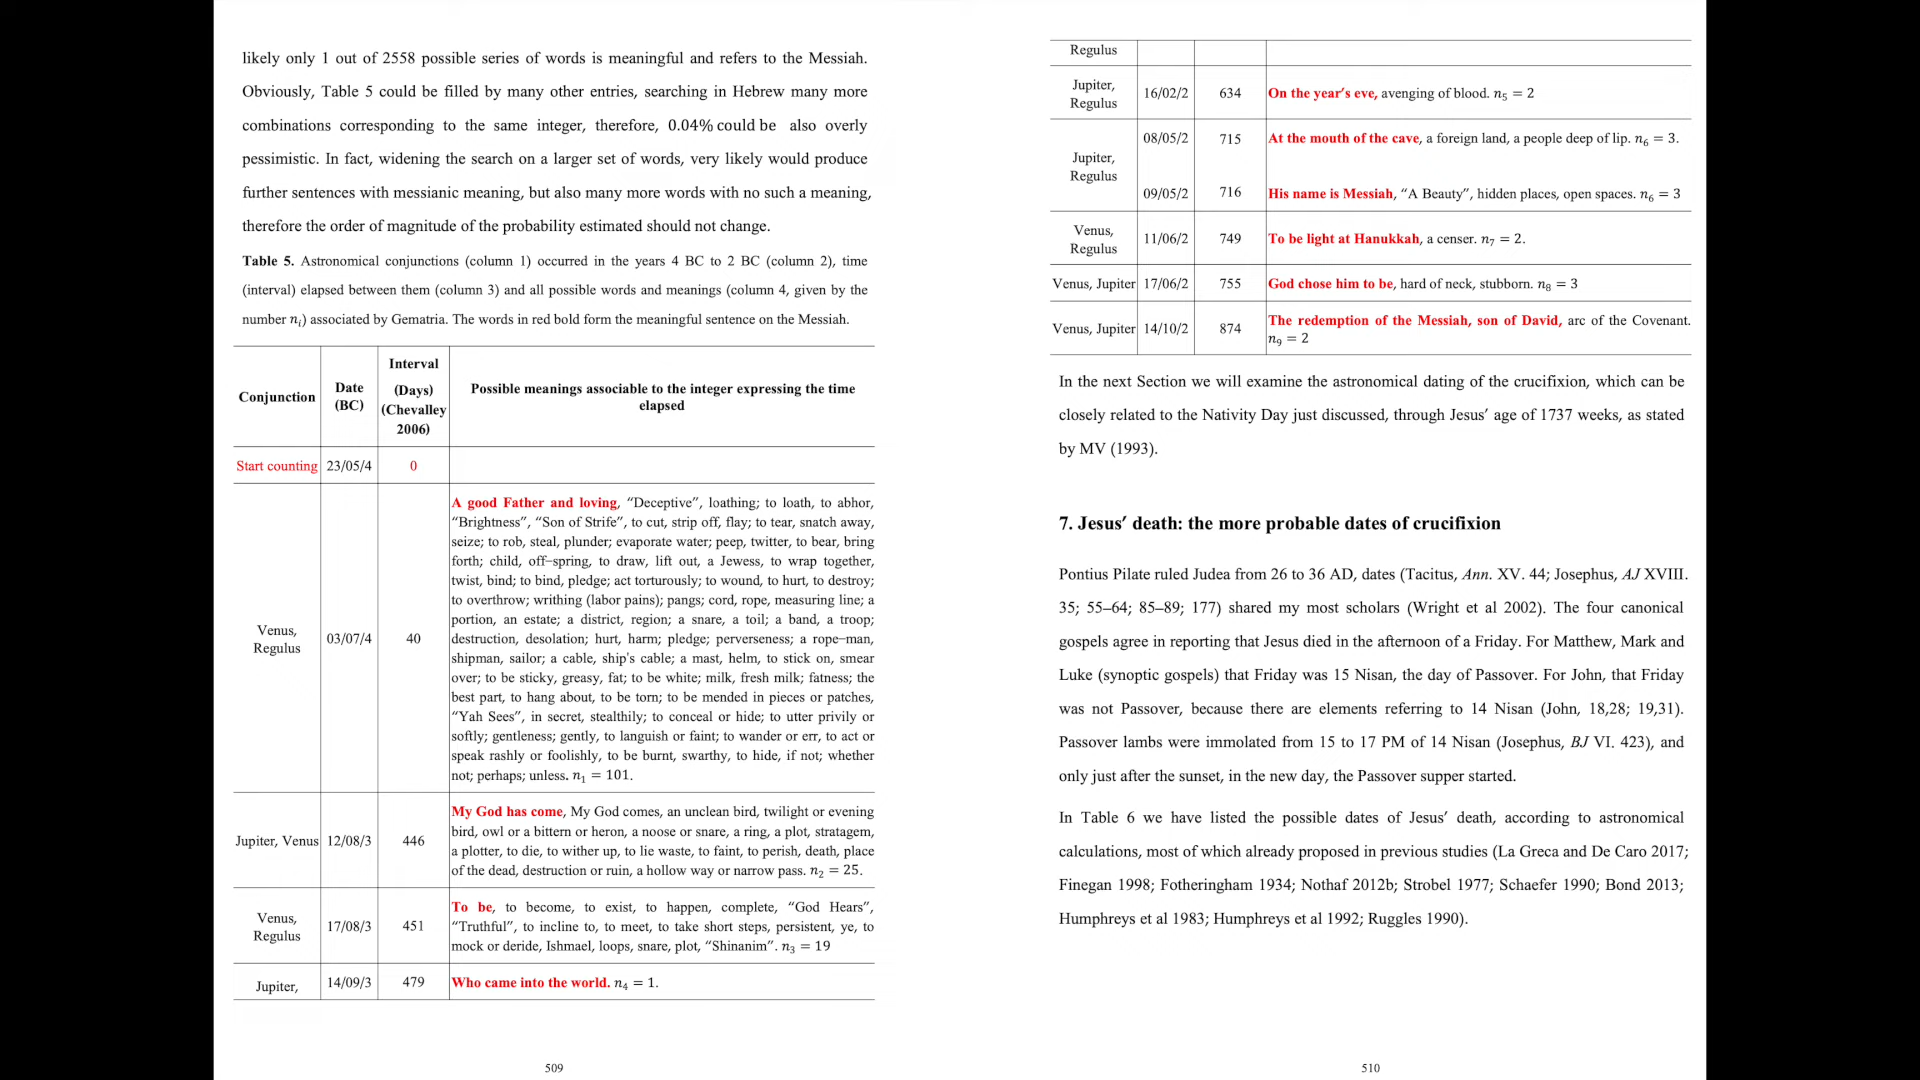 likely only 1 out of 2558 possible series of words is meaningful and refers to the Messiah.
Obviously, Table 5 could be filled by many other entries, searching in Hebrew many more
combinations corresponding to the same integer, therefore, 0.04% could be also overly
pessimistic. In fact, widening the search on a larger set of words, very likely would produce
further sentences with messianic meaning, but also many more words with no such a meaning,
therefore the order of magnitude of the probability estimated should not change.
Table 5. Astronomical conjunctions (column 1) occurred in the years 4 BC to 2 BC (column 2), time
(interval) elapsed between them (column 3) and all possible words and meanings (column 4, given by the
number nᵢ) associated by Gematria. The words in red bold form the meaningful sentence on the Messiah.
Conjunction
Date
(BC)
Interval
(Days)
(Chevalley
2006)
Possible meanings associable to the integer expressing the time
elapsed
Start counting 23/05/4 0
Venus,
Regulus
03/07/4
40
A good Father and loving, “Deceptive”, loathing; to loath, to abhor,
“Brightness”, “Son of Strife”, to cut, strip off, flay; to tear, snatch away,
seize; to rob, steal, plunder; evaporate water; peep, twitter, to bear, bring
forth; child, off−spring, to draw, lift out, a Jewess, to wrap together,
twist, bind; to bind, pledge; act torturously; to wound, to hurt, to destroy;
to overthrow; writhing (labor pains); pangs; cord, rope, measuring line; a
portion, an estate; a district, region; a snare, a toil; a band, a troop;
destruction, desolation; hurt, harm; pledge; perverseness; a rope−man,
shipman, sailor; a cable, ship's cable; a mast, helm, to stick on, smear
over; to be sticky, greasy, fat; to be white; milk, fresh milk; fatness; the
best part, to hang about, to be torn; to be mended in pieces or patches,
“Yah Sees”, in secret, stealthily; to conceal or hide; to utter privily or
softly; gentleness; gently, to languish or faint; to wander or err, to act or
speak rashly or foolishly, to be burnt, swarthy, to hide, if not; whether
not; perhaps; unless. n₁ = 101.
Jupiter, Venus 12/08/3 446
My God has come, My God comes, an unclean bird, twilight or evening
bird, owl or a bittern or heron, a noose or snare, a ring, a plot, stratagem,
a plotter, to die, to wither up, to lie waste, to faint, to perish, death, place
of the dead, destruction or ruin, a hollow way or narrow pass. n₂ = 25.
Venus,
Regulus
17/08/3
451
To be, to become, to exist, to happen, complete, “God Hears”,
“Truthful”, to incline to, to meet, to take short steps, persistent, ye, to
mock or deride, Ishmael, loops, snare, plot, “Shinanim”. n₃ = 19
Jupiter,
14/09/3
479
Who came into the world. n₄ = 1.
509
Regulus
Jupiter,
Regulus
16/02/2
634
On the year’s eve, avenging of blood. n₅ = 2
Jupiter,
Regulus
08/05/2 715 At the mouth of the cave, a foreign land, a people deep of lip. n₆ = 3.
09/05/2 716 His name is Messiah, “A Beauty”, hidden places, open spaces. n₆ = 3
Venus,
Regulus
11/06/2
749
To be light at Hanukkah, a censer. n₇ = 2.
Venus, Jupiter 17/06/2 755 God chose him to be, hard of neck, stubborn. n₈ = 3
Venus, Jupiter 14/10/2 874
The redemption of the Messiah, son of David, arc of the Covenant.
n₉ = 2
In the next Section we will examine the astronomical dating of the crucifixion, which can be
closely related to the Nativity Day just discussed, through Jesus’ age of 1737 weeks, as stated
by MV (1993).
7. Jesus’ death: the more probable dates of crucifixion
Pontius Pilate ruled Judea from 26 to 36 AD, dates (Tacitus, Ann. XV. 44; Josephus, AJ XVIII.
35; 55–64; 85–89; 177) shared my most scholars (Wright et al 2002). The four canonical
gospels agree in reporting that Jesus died in the afternoon of a Friday. For Matthew, Mark and
Luke (synoptic gospels) that Friday was 15 Nisan, the day of Passover. For John, that Friday
was not Passover, because there are elements referring to 14 Nisan (John, 18,28; 19,31).
Passover lambs were immolated from 15 to 17 PM of 14 Nisan (Josephus, BJ VI. 423), and
only just after the sunset, in the new day, the Passover supper started.
In Table 6 we have listed the possible dates of Jesus’ death, according to astronomical
calculations, most of which already proposed in previous studies (La Greca and De Caro 2017;
Finegan 1998; Fotheringham 1934; Nothaf 2012b; Strobel 1977; Schaefer 1990; Bond 2013;
Humphreys et al 1983; Humphreys et al 1992; Ruggles 1990).
510